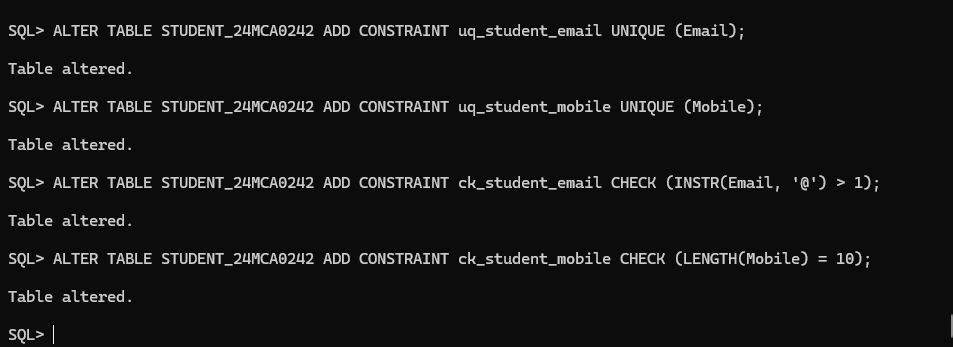 SQL> ALTER TABLE STUDENT_24MCA0242 ADD CONSTRAINT uq_student_email UNIQUE (Email);
Table altered.
SQL> ALTER TABLE STUDENT_24MCA0242 ADD CONSTRAINT uq_student_mobile UNIQUE (Mobile);
Table altered.
SQL> ALTER TABLE STUDENT_24MCA0242 ADD CONSTRAINT ck_student_email CHECK (INSTR(Email, '@') > 1);
Table altered.
SQL> ALTER TABLE STUDENT_24MCA0242 ADD CONSTRAINT ck_student_mobile CHECK (LENGTH(Mobile) = 10);
Table altered.
SQL>